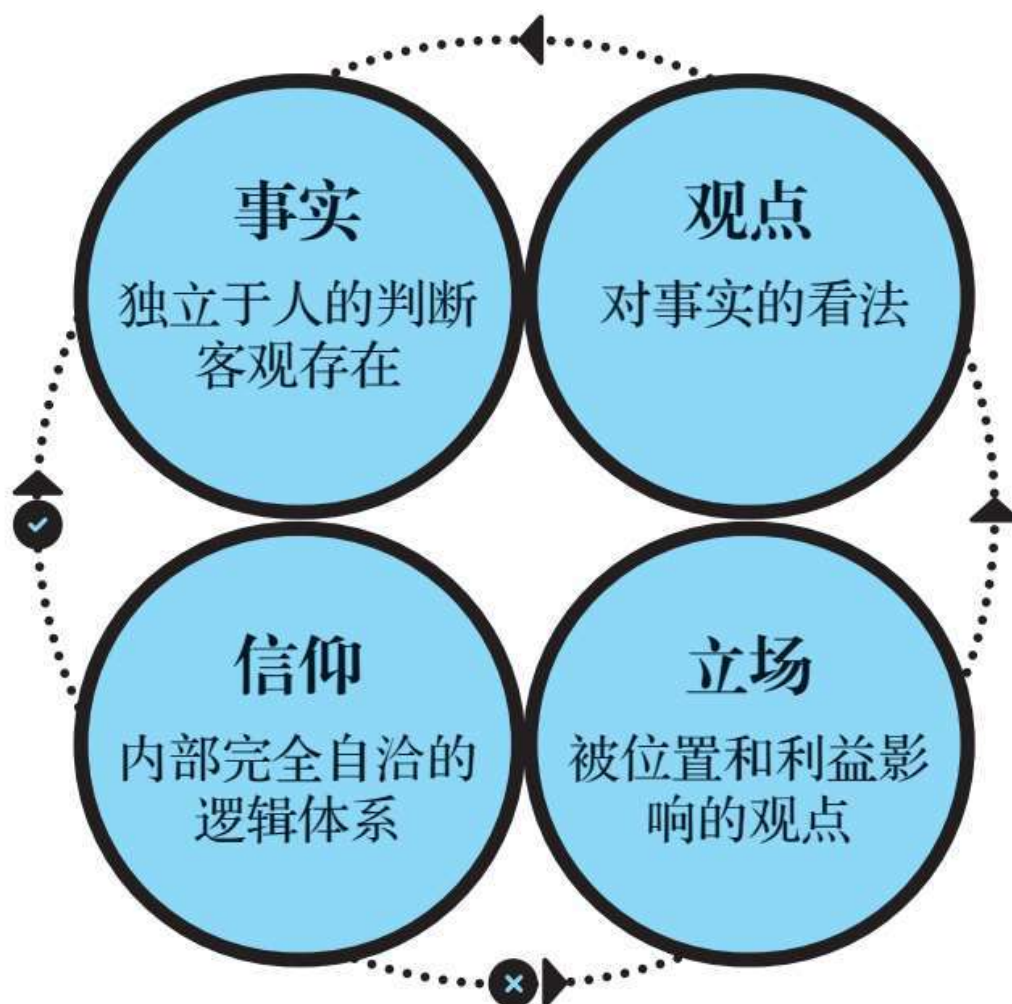 事实
独立于人的判断
客观存在
观点
对事实的看法
信仰
内部完全自洽的
逻辑体系
立场
被位置和利益影
响的观点